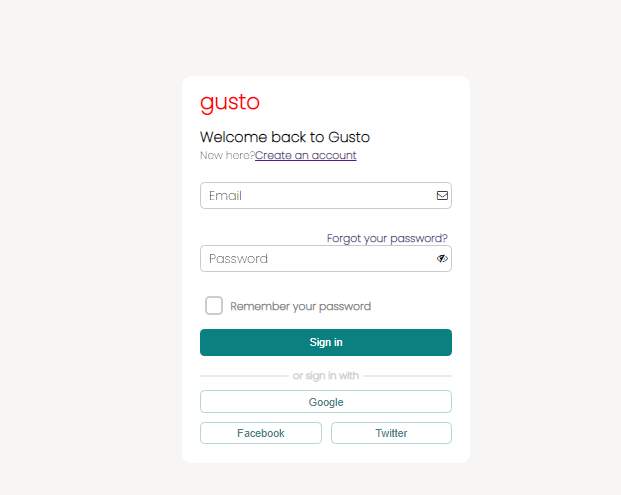 gusto
Welcome back to Gusto
New here?Create an account
Email
Forgot your password?
Password
Remember your password
Sign in
or sign in with
Google
Facebook
Twitter